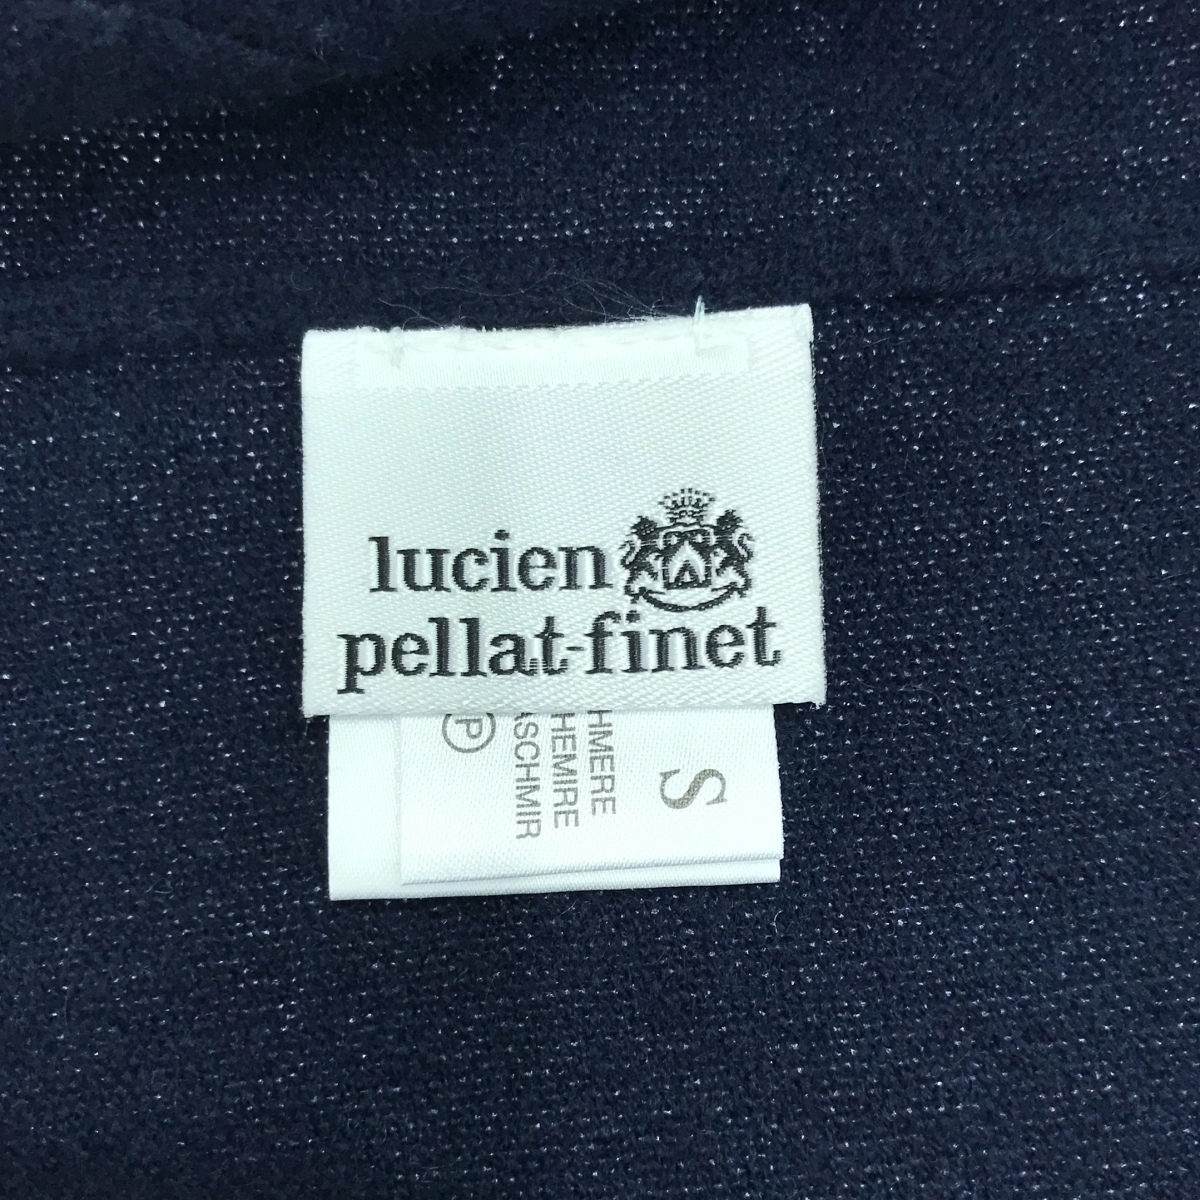 lucien
pellat-finet
S
HMERE
HEMIRE
ASCHMIR
P